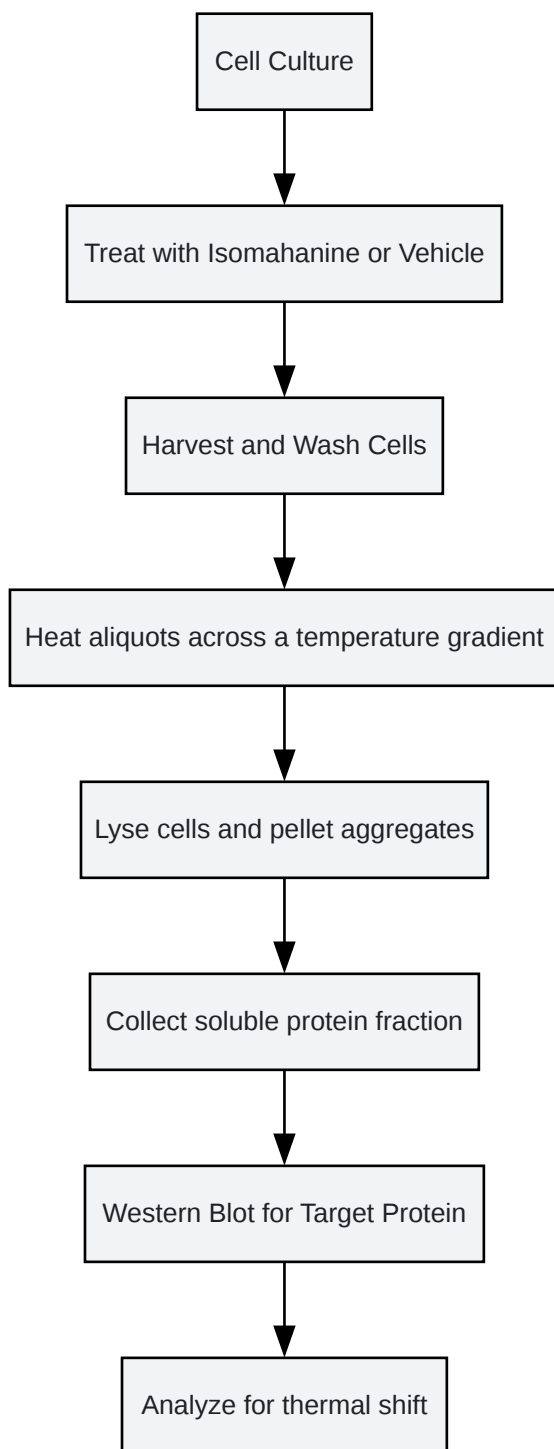 Cell Culture
Treat with Isomahanine or Vehicle
Harvest and Wash Cells
Heat aliquots across a temperature gradient
Lyse cells and pellet aggregates
Collect soluble protein fraction
Western Blot for Target Protein
Analyze for thermal shift